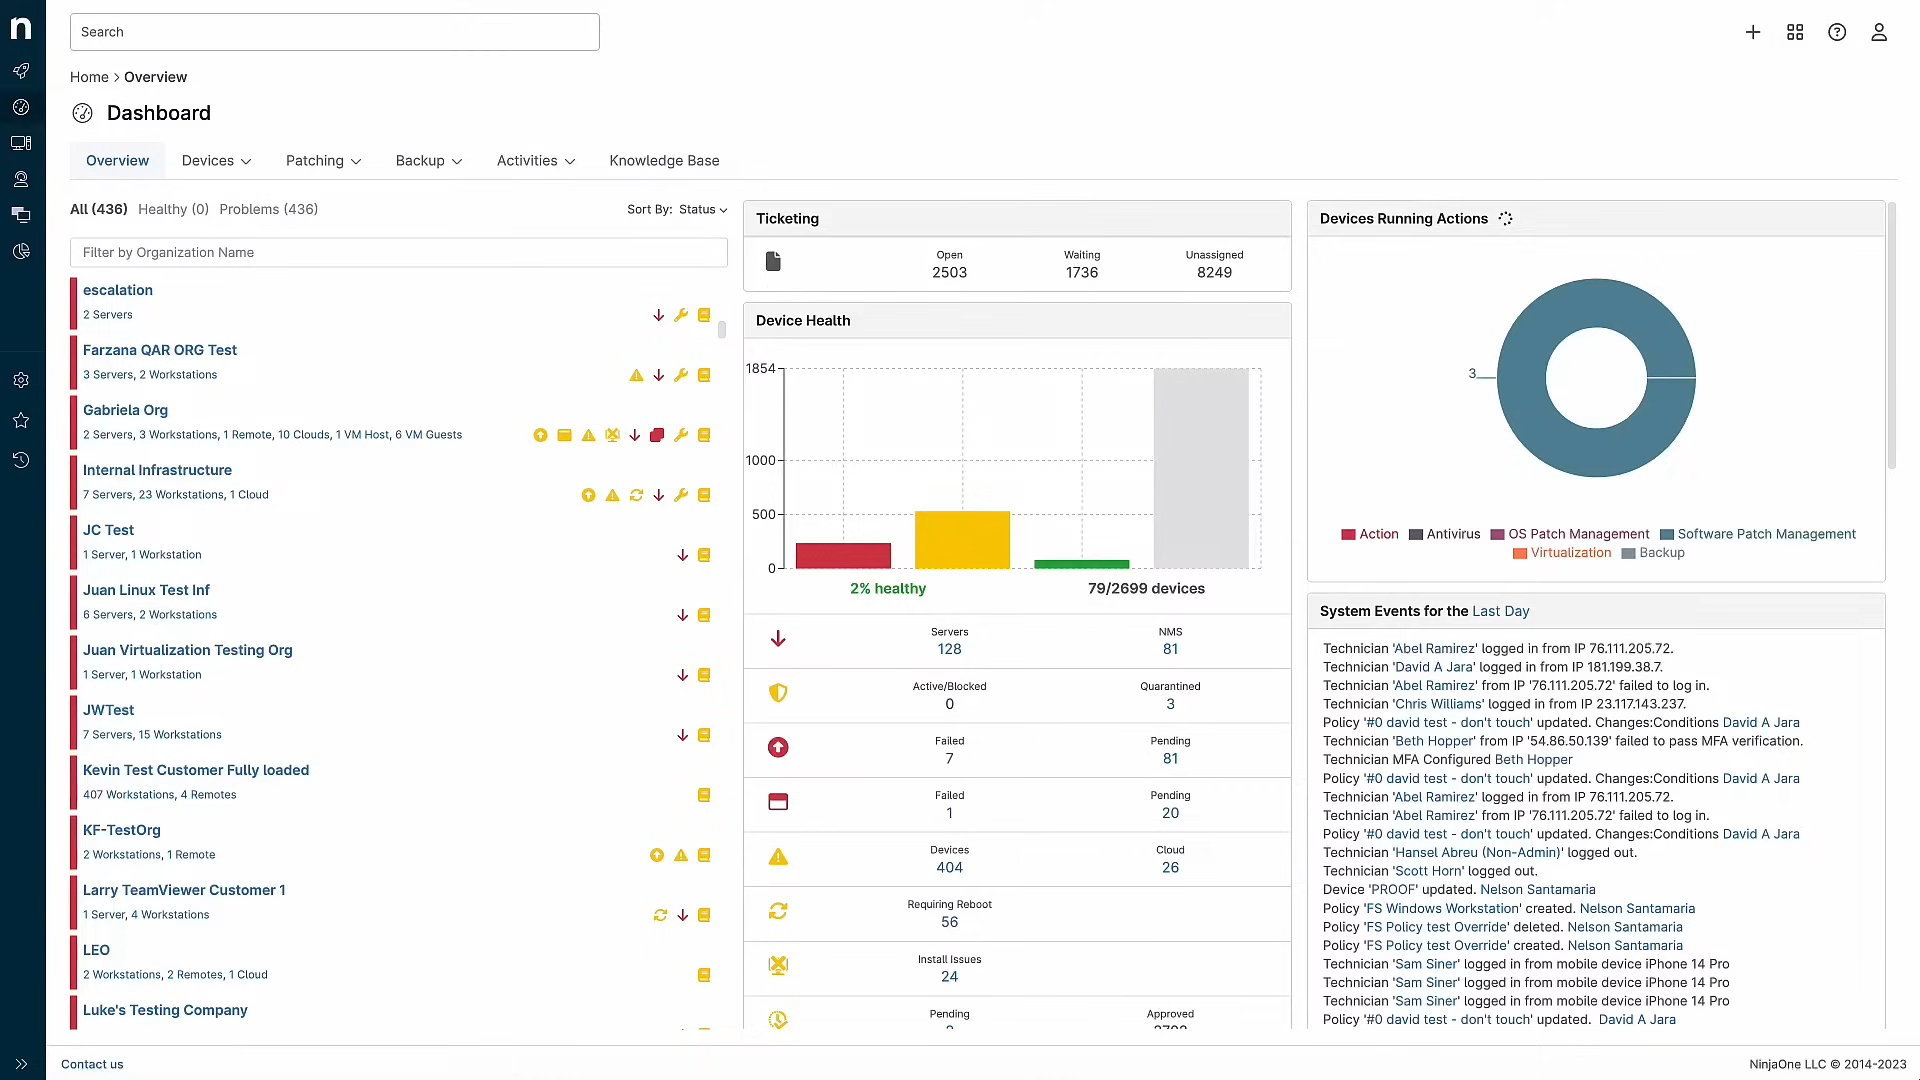 n
Search
Home > Overview
Dashboard
Overview
Devices
Patching
Backup
Activities
Knowledge Base
All (436) Healthy (0) Problems (436)
Sort By: Status
Filter by Organization Name
escalation
2 Servers
Farzana QAR ORG Test
3 Servers, 2 Workstations
Gabriela Org
2 Servers, 3 Workstations, 1 Remote, 10 Clouds, 1 VM Host, 6 VM Guests
Internal Infrastructure
7 Servers, 23 Workstations, 1 Cloud
JC Test
1 Server, 1 Workstation
Juan Linux Test Inf
6 Servers, 2 Workstations
Juan Virtualization Testing Org
1 Server, 1 Workstation
JWTest
7 Servers, 15 Workstations
Kevin Test Customer Fully loaded
407 Workstations, 4 Remotes
KF-TestOrg
2 Workstations, 1 Remote
Larry TeamViewer Customer 1
1 Server, 4 Workstations
LEO
2 Workstations, 2 Remotes, 1 Cloud
Luke's Testing Company
Ticketing
Open Waiting Unassigned
2503 1736 8249
Device Health
1854
1000
500
0
2% healthy 79/2699 devices
Servers NMS
128 81
Active/Blocked Quarantined
0 3
Failed Pending
7 81
Failed Pending
1 20
Devices Cloud
404 26
Requiring Reboot
56
Install Issues
24
Pending Approved
Devices Running Actions
3
Action Antivirus OS Patch Management Software Patch Management
Virtualization Backup
System Events for the Last Day
Technician 'Abel Ramirez' logged in from IP 76.111.205.72.
Technician 'David A Jara' logged in from IP 181.199.38.7.
Technician 'Abel Ramirez' from IP '76.111.205.72' failed to log in.
Technician 'Chris Williams' logged in from IP 23.117.143.237.
Policy '#0 david test - don't touch' updated. Changes:Conditions David A Jara
Technician 'Beth Hopper' from IP '54.86.50.139' failed to pass MFA verification.
Technician MFA Configured Beth Hopper
Policy '#0 david test - don't touch' updated. Changes:Conditions David A Jara
Technician 'Abel Ramirez' logged in from IP 76.111.205.72.
Technician 'Abel Ramirez' from IP '76.111.205.72' failed to log in.
Policy '#0 david test - don't touch' updated. Changes:Conditions David A Jara
Technician 'Hansel Abreu (Non-Admin)' logged out.
Technician 'Scott Horn' logged out.
Device 'PROOF' updated. Nelson Santamaria
Policy 'FS Windows Workstation' created. Nelson Santamaria
Policy 'FS Policy test Override' deleted. Nelson Santamaria
Policy 'FS Policy test Override' created. Nelson Santamaria
Technician 'Sam Siner' logged in from mobile device iPhone 14 Pro
Technician 'Sam Siner' logged in from mobile device iPhone 14 Pro
Technician 'Sam Siner' logged in from mobile device iPhone 14 Pro
Policy '#0 david test - don't touch' updated. David A Jara
Contact us
NinjaOne LLC © 2014-2023